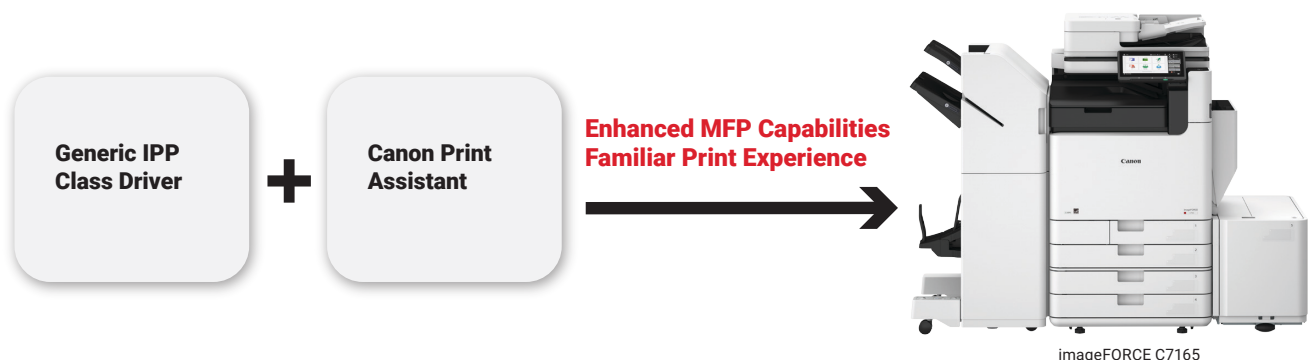 Generic IPP
Class Driver
Canon Print
Assistant
Enhanced MFP Capabilities
Familiar Print Experience
Canon
imageFORCE C7165